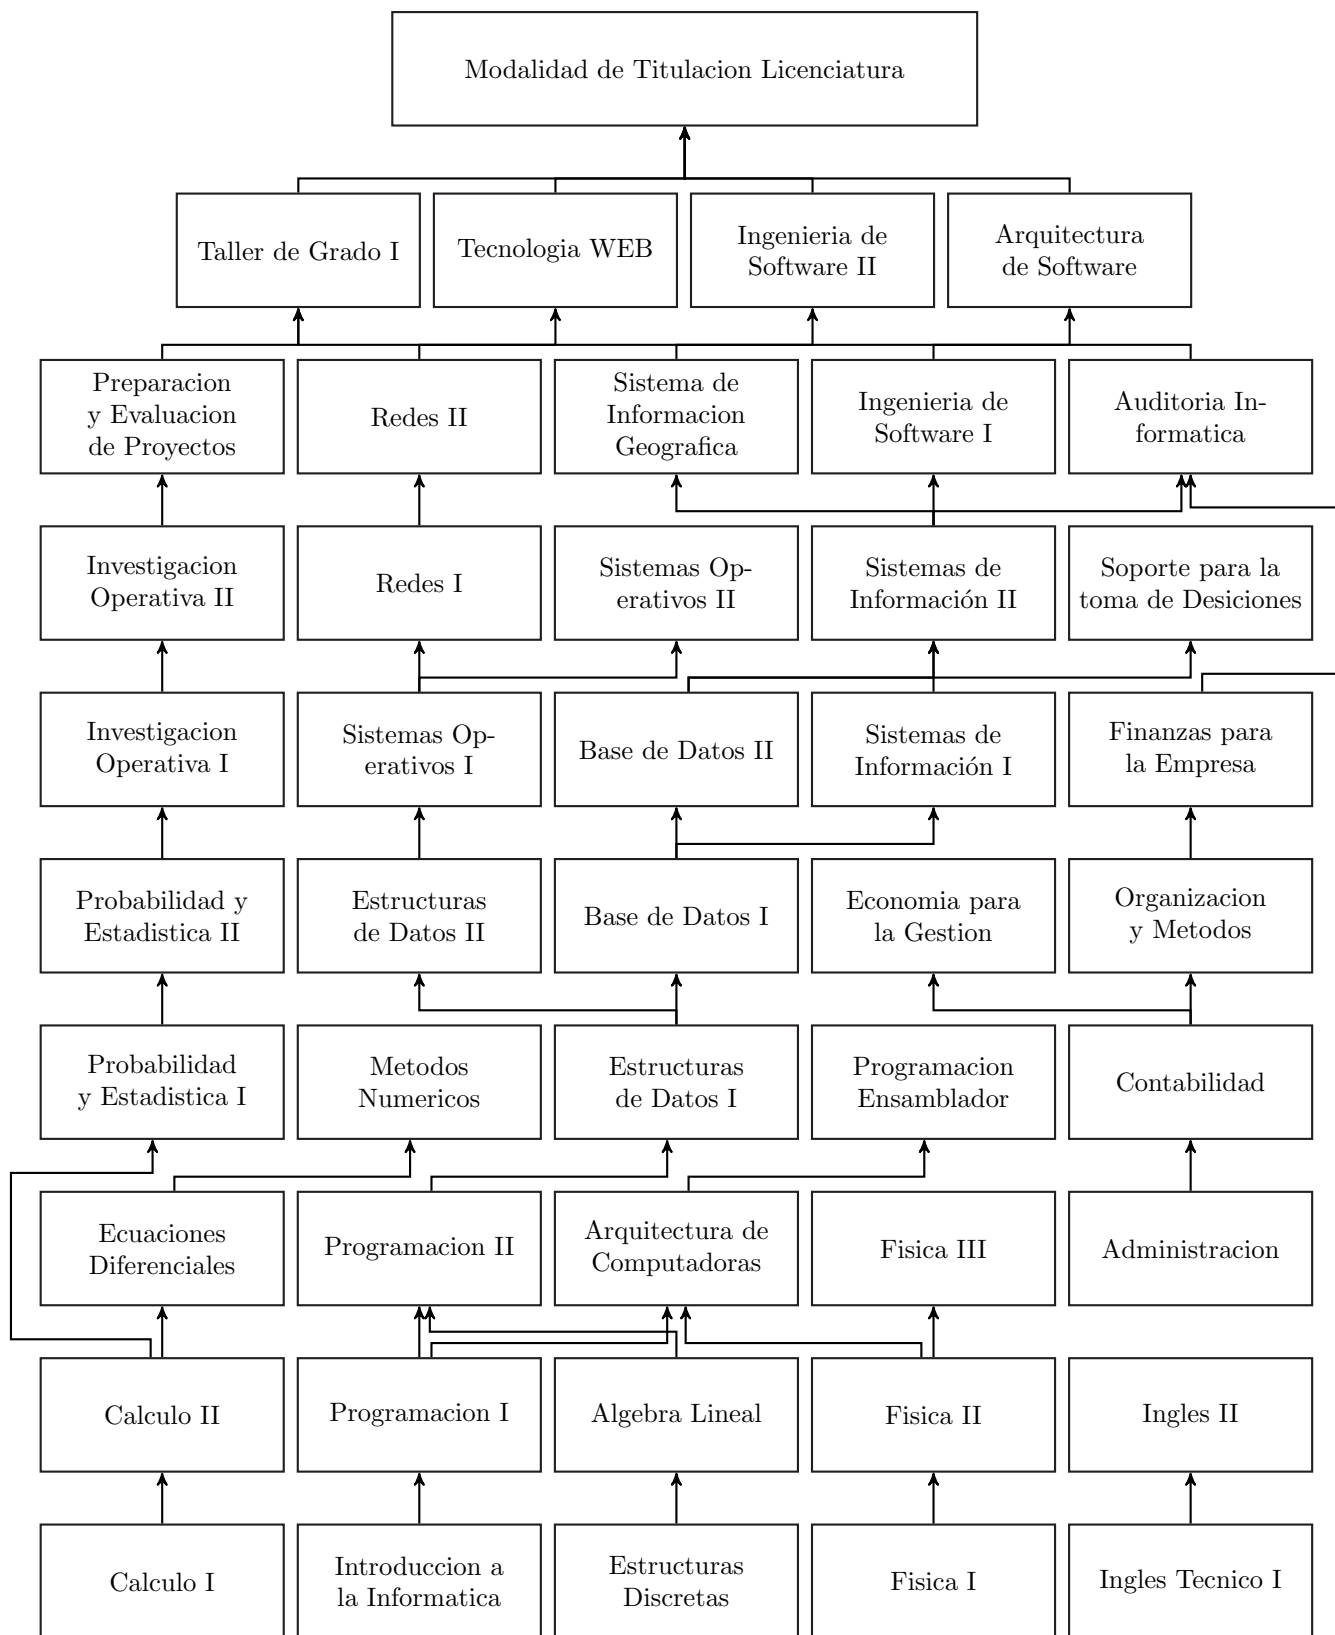 Modalidad de Titulacion Licenciatura
Taller de Grado I
Tecnologia WEB
Ingenieria de
Software II
Arquitectura
de Software
Preparacion
y Evaluacion
de Proyectos
Redes II
Sistema de
Informacion
Geografica
Ingenieria de
Software I
Auditoria In-
formatica
Investigacion
Operativa II
Redes I
Sistemas Op-
erativos II
Sistemas de
Información II
Soporte para la
toma de Desiciones
Investigacion
Operativa I
Sistemas Op-
erativos I
Base de Datos II
Sistemas de
Información I
Finanzas para
la Empresa
Probabilidad y
Estadistica II
Estructuras
de Datos II
Base de Datos I
Economia para
la Gestion
Organizacion
y Metodos
Probabilidad
y Estadistica I
Metodos
Numericos
Estructuras
de Datos I
Programacion
Ensamblador
Contabilidad
Ecuaciones
Diferenciales
Programacion II
Arquitectura de
Computadoras
Fisica III
Administracion
Calculo II
Programacion I
Algebra Lineal
Fisica II
Ingles II
Calculo I
Introduccion a
la Informatica
Estructuras
Discretas
Fisica I
Ingles Tecnico I